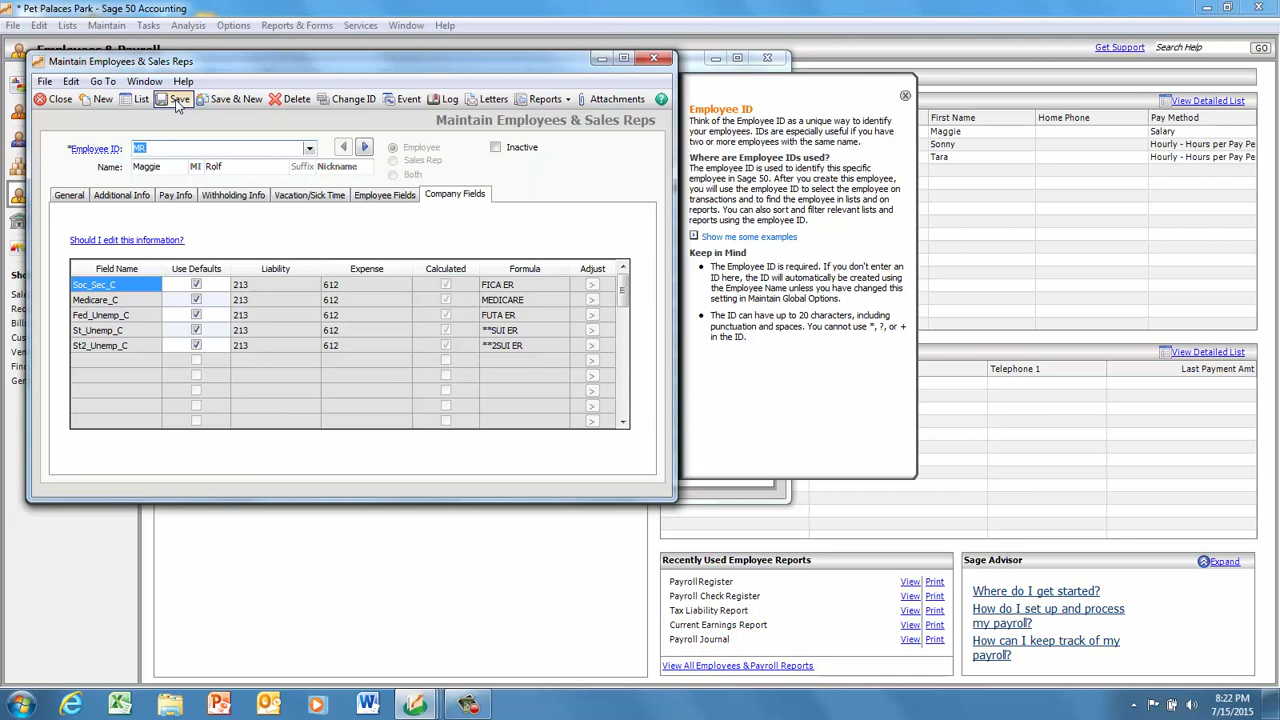 * Pet Palaces Park - Sage 50 Accounting
File Edit Lists Maintain Tasks Analysis Options Reports & Forms Services Window Help
Employees & Payroll
Get Support Search Help GO
Maintain Employees & Sales Reps
File Edit Go To Window Help
Close New List Save Save & New Delete Change ID Event Log Letters Reports Attachments
Maintain Employees & Sales Reps
*Employee ID: MR
Employee
Inactive
Name: Maggie MI Rolf Suffix Nickname
Sales Rep
Both
General Additional Info Pay Info Withholding Info Vacation/Sick Time Employee Fields Company Fields
Should I edit this information?
Field Name Use Defaults Liability Expense Calculated Formula Adjust
Soc_Sec_C 213 612 FICA ER >
Medicare_C 213 612 MEDICARE >
Fed_Unemp_C 213 612 FUTA ER >
St_Unemp_C 213 612 **SUI ER >
St2_Unemp_C 213 612 **2SUI ER >
>
>
>
>
>
Employee ID
Think of the Employee ID as a unique way to identify
your employees. IDs are especially useful if you have
two or more employees with the same name.
Where are Employee IDs used?
The employee ID is used to identify this specific
employee in Sage 50. After you create this employee,
you will use the employee ID to select the employee on
transactions and to find the employee in lists and on
reports. You can also sort and filter relevant lists and
reports using the employee ID.
Show me some examples
Keep in Mind
• The Employee ID is required. If you don't enter an
ID here, the ID will automatically be created using
the Employee Name unless you have changed this
setting in Maintain Global Options.
• The ID can have up to 20 characters, including
punctuation and spaces. You cannot use *, ?, or +
in the ID.
View Detailed List
First Name Home Phone Pay Method
Maggie Salary
Sonny Hourly - Hours per Pay Pe
Tara Hourly - Hours per Pay Pe
View Detailed List
Telephone 1 Last Payment Amt
Recently Used Employee Reports
Payroll Register View Print
Payroll Check Register View Print
Tax Liability Report View Print
Current Earnings Report View Print
Payroll Journal View Print
View All Employees & Payroll Reports
Sage Advisor Expand
Where do I get started?
How do I set up and process
my payroll?
How can I keep track of my
payroll?
8:22 PM
7/15/2015